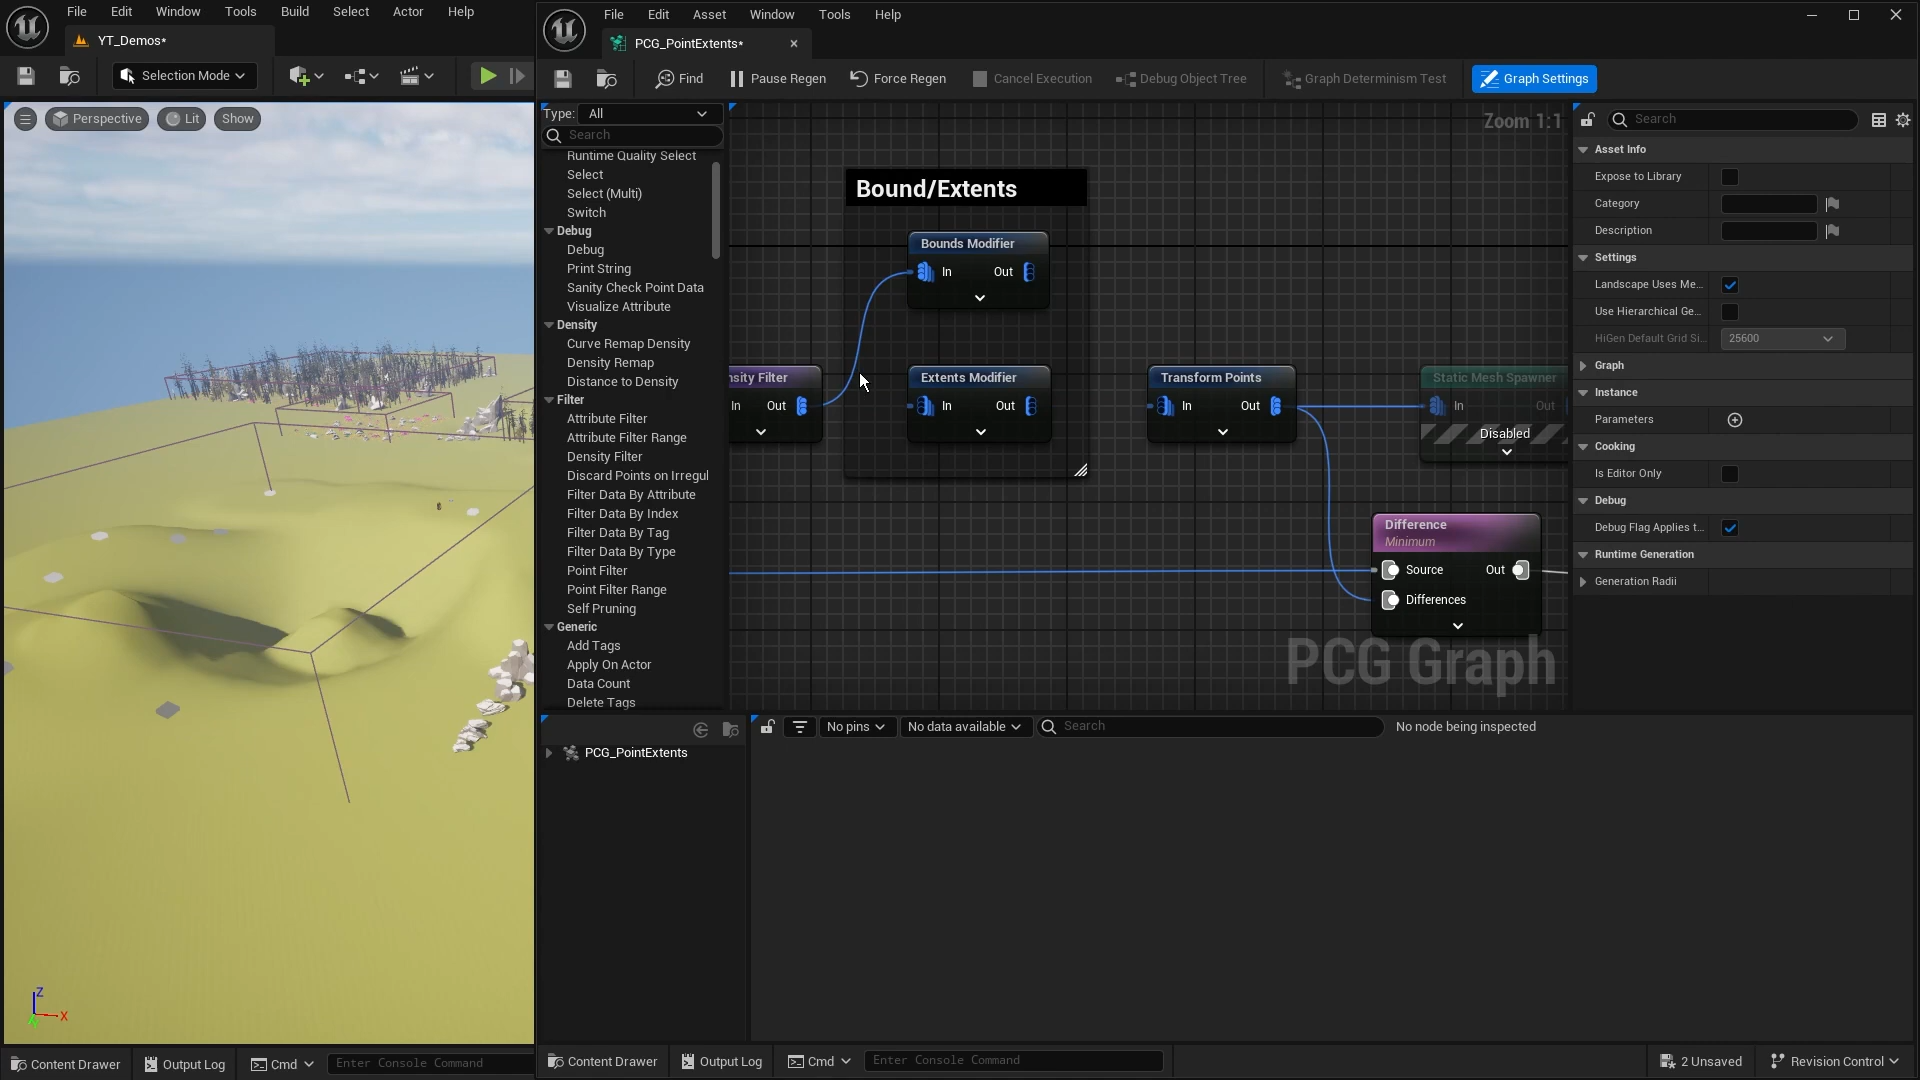 File Edit Window Tools Build Select Actor Help
YT_Demos*
Selection Mode
Perspective Lit Show
Z
X
Content Drawer Output Log Cmd Enter Console Command
File Edit Asset Window Tools Help
PCG_PointExtents*
Find Pause Regen Force Regen Cancel Execution Debug Object Tree Graph Determinism Test Graph Settings
Type: All
Search
Runtime Quality Select
Select
Select (Multi)
Switch
Debug
Debug
Print String
Sanity Check Point Data
Visualize Attribute
Density
Curve Remap Density
Density Remap
Distance to Density
Filter
Attribute Filter
Attribute Filter Range
Density Filter
Discard Points on Irregul
Filter Data By Attribute
Filter Data By Index
Filter Data By Tag
Filter Data By Type
Point Filter
Point Filter Range
Self Pruning
Generic
Add Tags
Apply On Actor
Data Count
Delete Tags
Zoom 1:1
Bound/Extents
Bounds Modifier
In Out
nsity Filter
In Out
Extents Modifier
In Out
Transform Points
In Out
Static Mesh Spawner
In Out
Disabled
Difference
Minimum
Source Out
Differences
PCG Graph
Search
Asset Info
Expose to Library
Category
Description
Settings
Landscape Uses Me...
Use Hierarchical Ge...
HiGen Default Grid Si... 25600
Graph
Instance
Parameters
Cooking
Is Editor Only
Debug
Debug Flag Applies t...
Runtime Generation
Generation Radii
PCG_PointExtents
No pins No data available Search No node being inspected
Content Drawer Output Log Cmd Enter Console Command 2 Unsaved Revision Control